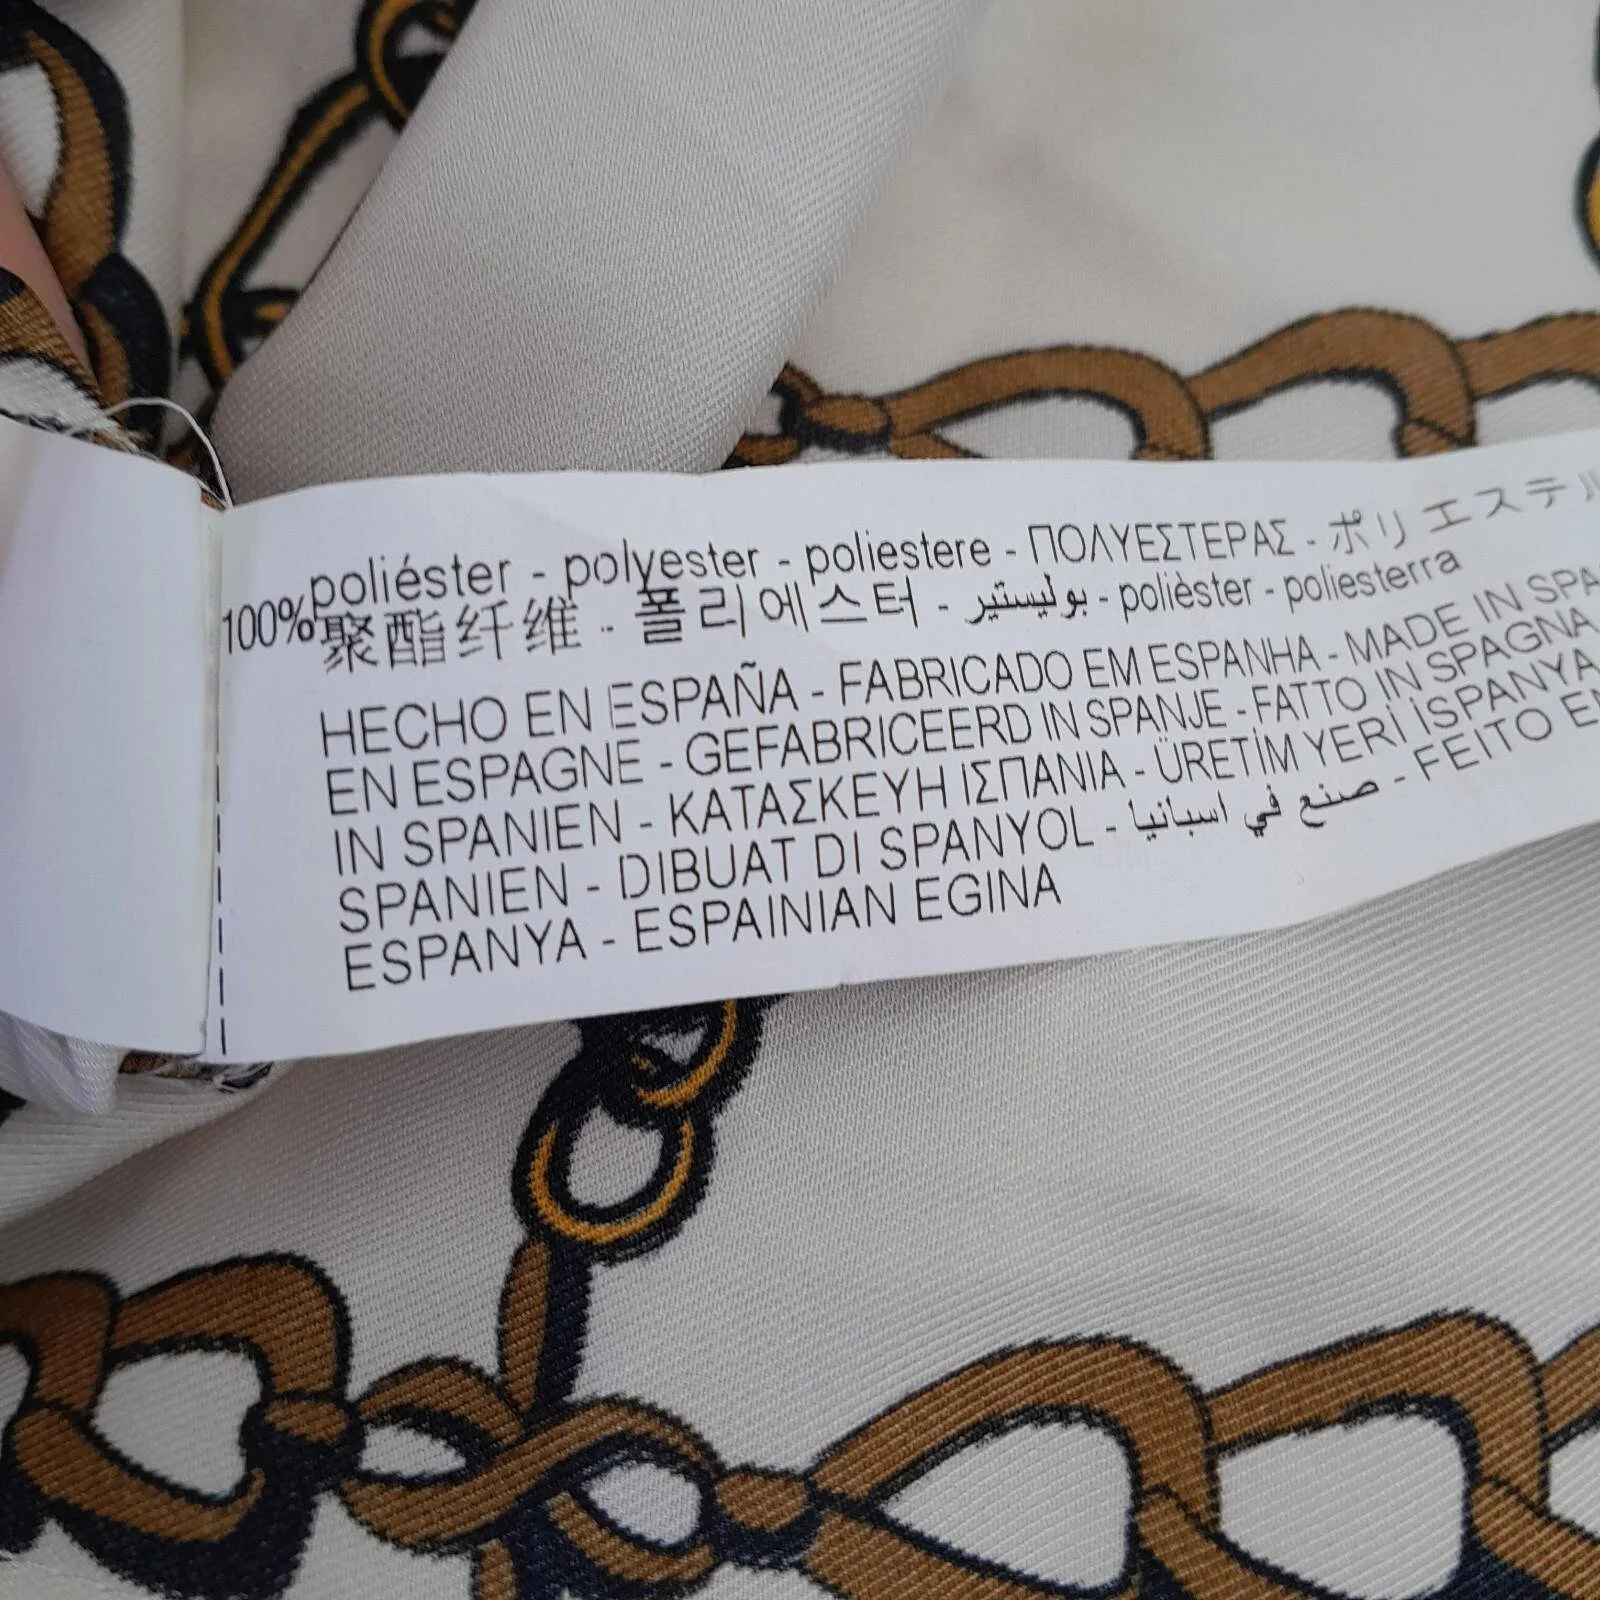 100% poliéster - polyester - poliestere - ΠΟΛΥΕΣΤΕΡΑΣ - ポリエステル
聚酯纤维 - 폴리에스터 - بوليستير - polièster - poliesterra
HECHO EN ESPAÑA - FABRICADO EM ESPANHA - MADE IN
EN ESPAGNE - GEFABRICEERD IN SPANJE - FATTO IN SPAGNA
IN SPANIEN - ΚΑΤΑΣΚΕΥΗ ΙΣΠΑΝΙΑ - ÜRETİM YERİ İSPANYA
SPANIEN - DIBUAT DI SPANYOL - صنع في اسبانيا - FEITO
ESPANYA - ESPAINIAN EGINA